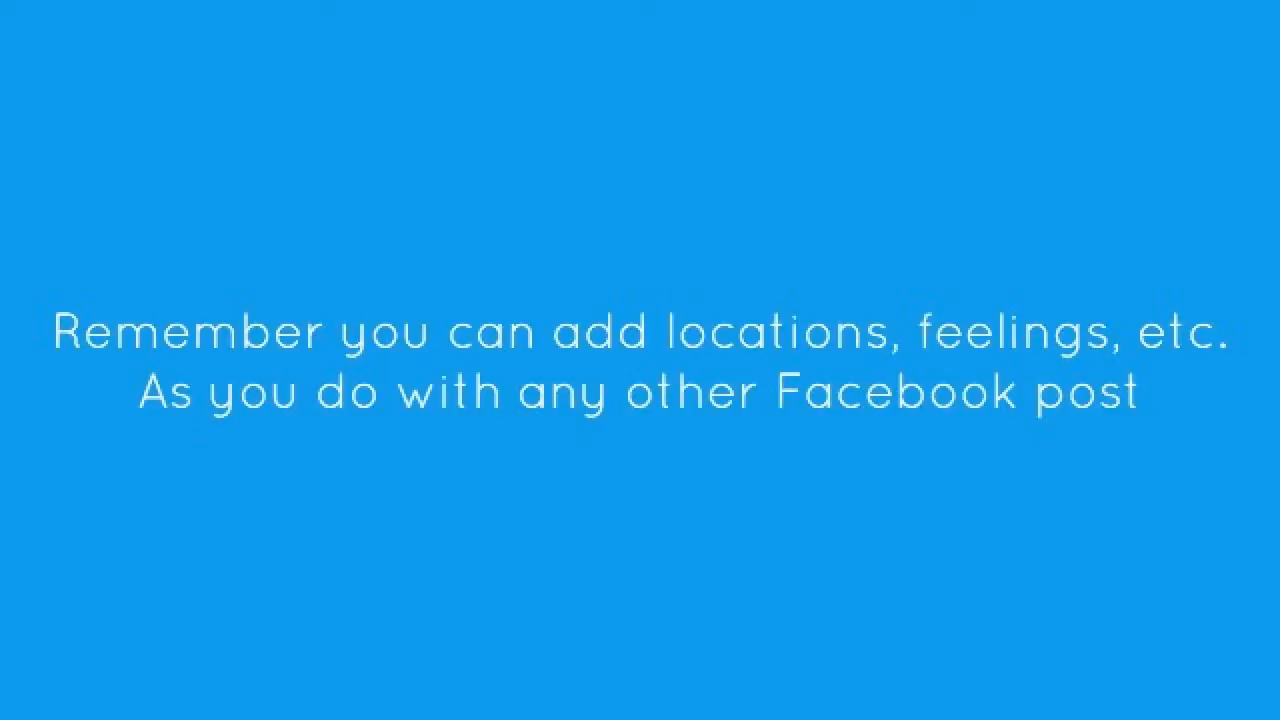 Remember you can add locations, feelings, etc.
As you do with any other Facebook post